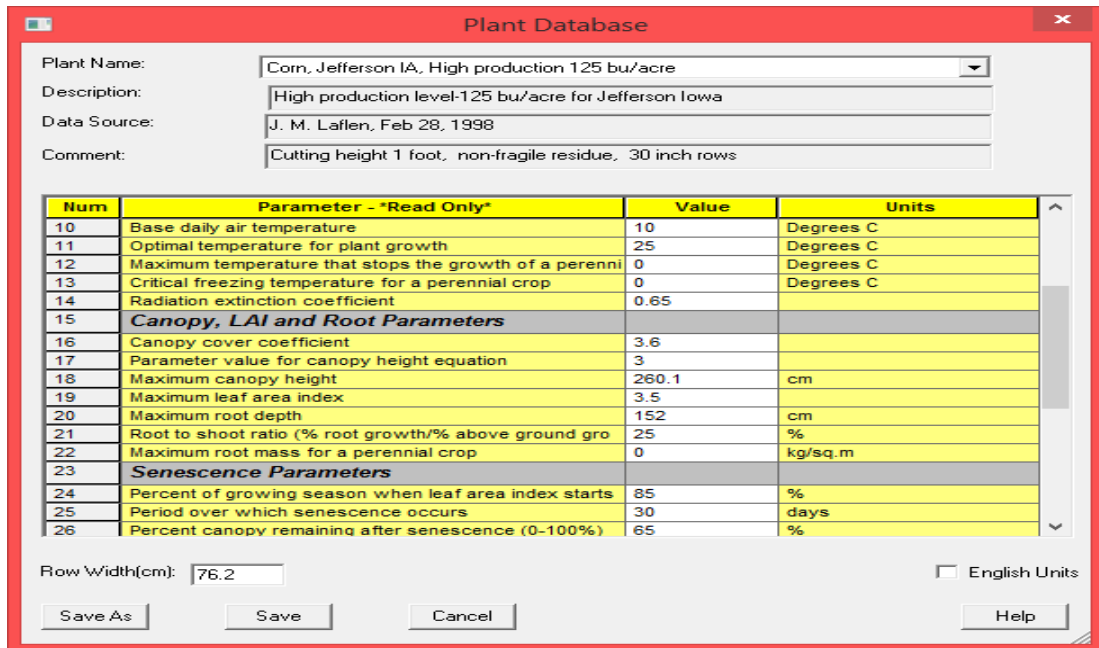 Plant Database
Plant Name: Corn, Jefferson IA, High production 125 bu/acre
Description: High production level-125 bu/acre for Jefferson Iowa
Data Source: J. M. Laflen, Feb 28, 1998
Comment: Cutting height 1 foot, non-fragile residue, 30 inch rows
Num Parameter - *Read Only* Value Units
10 Base daily air temperature 10 Degrees C
11 Optimal temperature for plant growth 25 Degrees C
12 Maximum temperature that stops the growth of a perenni 0 Degrees C
13 Critical freezing temperature for a perennial crop 0 Degrees C
14 Radiation extinction coefficient 0.65
15 Canopy, LAI and Root Parameters
16 Canopy cover coefficient 3.6
17 Parameter value for canopy height equation 3
18 Maximum canopy height 260.1 cm
19 Maximum leaf area index 3.5
20 Maximum root depth 152 cm
21 Root to shoot ratio (% root growth/% above ground gro 25 %
22 Maximum root mass for a perennial crop 0 kg/sq.m
23 Senescence Parameters
24 Percent of growing season when leaf area index starts 85 %
25 Period over which senescence occurs 30 days
26 Percent canopy remaining after senescence (0-100%) 65 %
Row Width(cm): 76.2 English Units
Save As Save Cancel Help